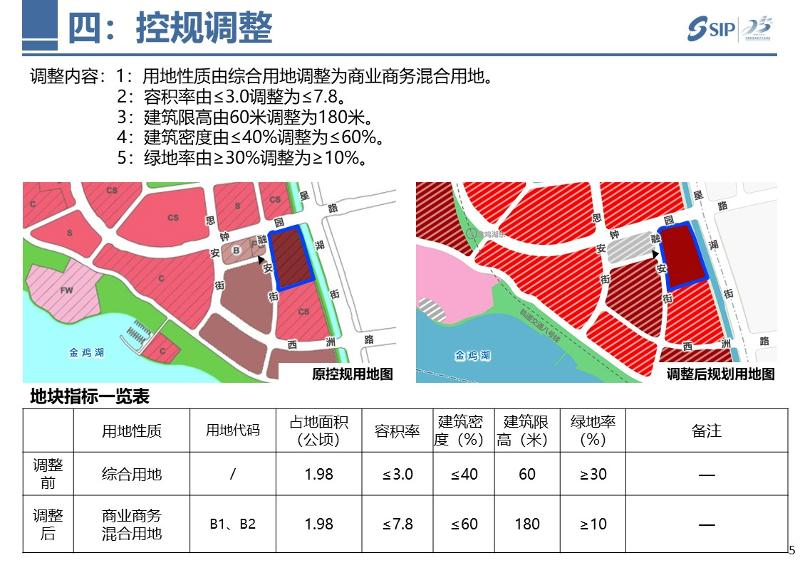 四：控规调整
SIP
调整内容：1：用地性质由综合用地调整为商业商务混合用地。
2：容积率由≤3.0调整为≤7.8。
3：建筑限高由60米调整为180米。
4：建筑密度由≤40%调整为≤60%。
5：绿地率由≥30%调整为≥10%。
C
CS
CS
S
CS
S
思
钟
园
路
星
湖
街
B
融
安
街
安
街
C
FW
CS
C
西
洲
路
金鸡湖
原控规用地图
思
钟
园
路
星
湖
街
融
安
街
安
街
轨道交通八号线
西
洲
路
金鸡湖
调整后规划用地图
地块指标一览表
用地性质 用地代码 占地面积（公顷） 容积率 建筑密度（%） 建筑限高（米） 绿地率（%） 备注
调整前 综合用地 / 1.98 ≤3.0 ≤40 60 ≥30 —
调整后 商业商务混合用地 B1、B2 1.98 ≤7.8 ≤60 180 ≥10 —
5